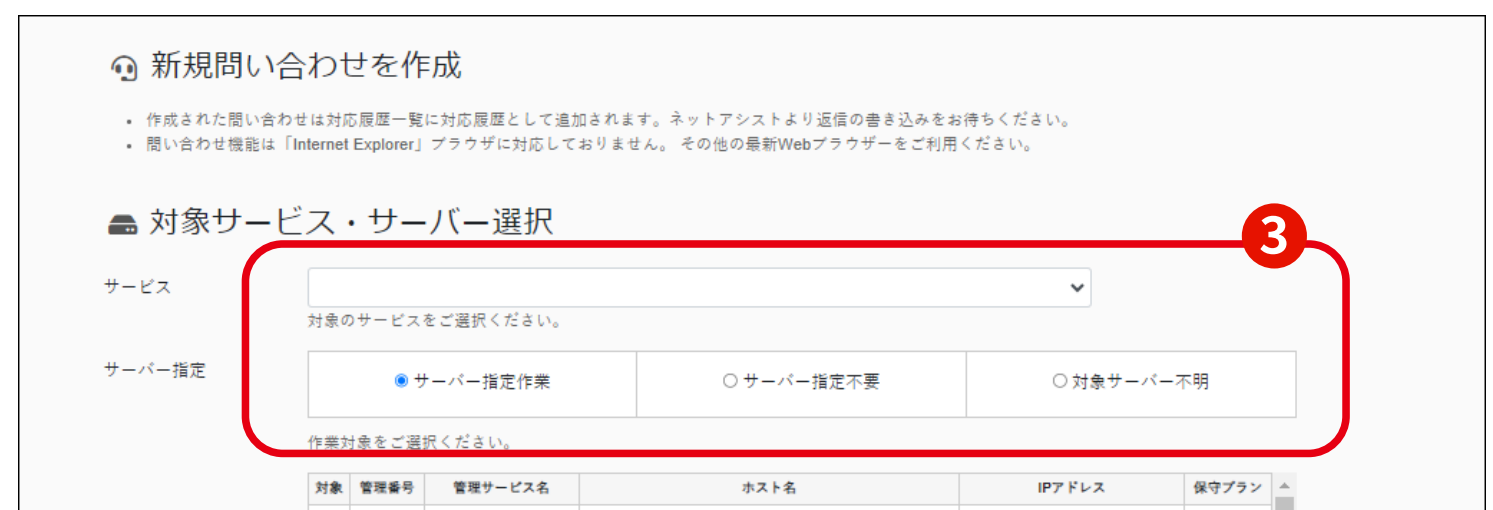 新規問い合わせを作成
・ 作成された問い合わせは対応履歴一覧に対応履歴として追加されます。ネットアシストより返信の書き込みをお待ちください。
・ 問い合わせ機能は「Internet Explorer」ブラウザに対応しておりません。 その他の最新Webブラウザーをご利用ください。
対象サービス・サーバー選択
3
サービス
対象のサービスをご選択ください。
サーバー指定
サーバー指定作業 サーバー指定不要 対象サーバー不明
作業対象をご選択ください。
対象 管理番号 管理サービス名 ホスト名 IPアドレス 保守プラン